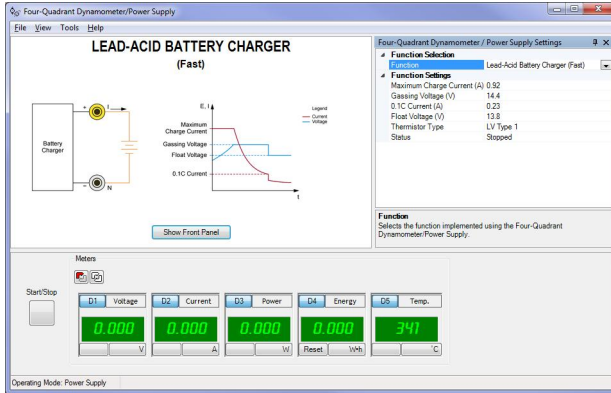 Four-Quadrant Dynamometer/Power Supply
File View Tools Help
LEAD-ACID BATTERY CHARGER
(Fast)
Battery
Charger
+
I
-
N
E, I
Maximum
Charge Current
Gassing Voltage
Float Voltage
0.1C Current
t
Legend
Current
Voltage
Show Front Panel
Four-Quadrant Dynamometer / Power Supply Settings
Function Selection
Function Lead-Acid Battery Charger (Fast)
Function Settings
Maximum Charge Current (A) 0.92
Gassing Voltage (V) 14.4
0.1C Current (A) 0.23
Float Voltage (V) 13.8
Thermistor Type LV Type 1
Status Stopped
Function
Selects the function implemented using the Four-Quadrant
Dynamometer/Power Supply.
Meters
Start/Stop
D1 Voltage D2 Current D3 Power D4 Energy D5 Temp.
0.000 0.000 0.000 0.000 341
V A W Reset W•h °C
Operating Mode: Power Supply